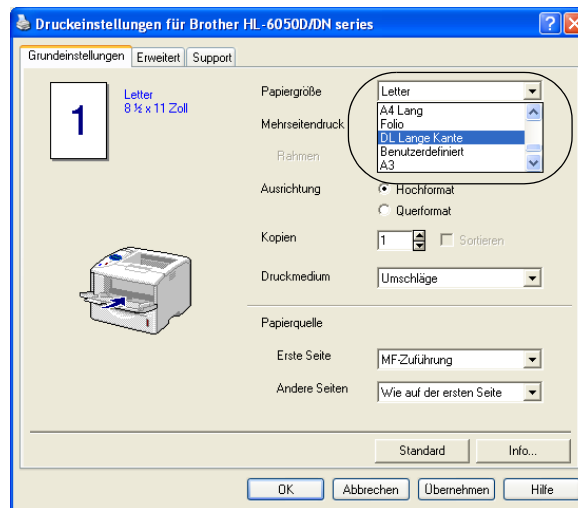 Druckeinstellungen für Brother HL-6050D/DN series
Grundeinstellungen Erweitert Support
1
Letter
8 ½ x 11 Zoll
Papiergröße Letter
A4 Lang
Folio
DL Lange Kante
Benutzerdefiniert
A3
Mehrseitendruck
Rahmen
Ausrichtung Hochformat
Querformat
Kopien 1 Sortieren
Druckmedium Umschläge
Papierquelle
Erste Seite MF-Zuführung
Andere Seiten Wie auf der ersten Seite
Standard Info...
OK Abbrechen Übernehmen Hilfe